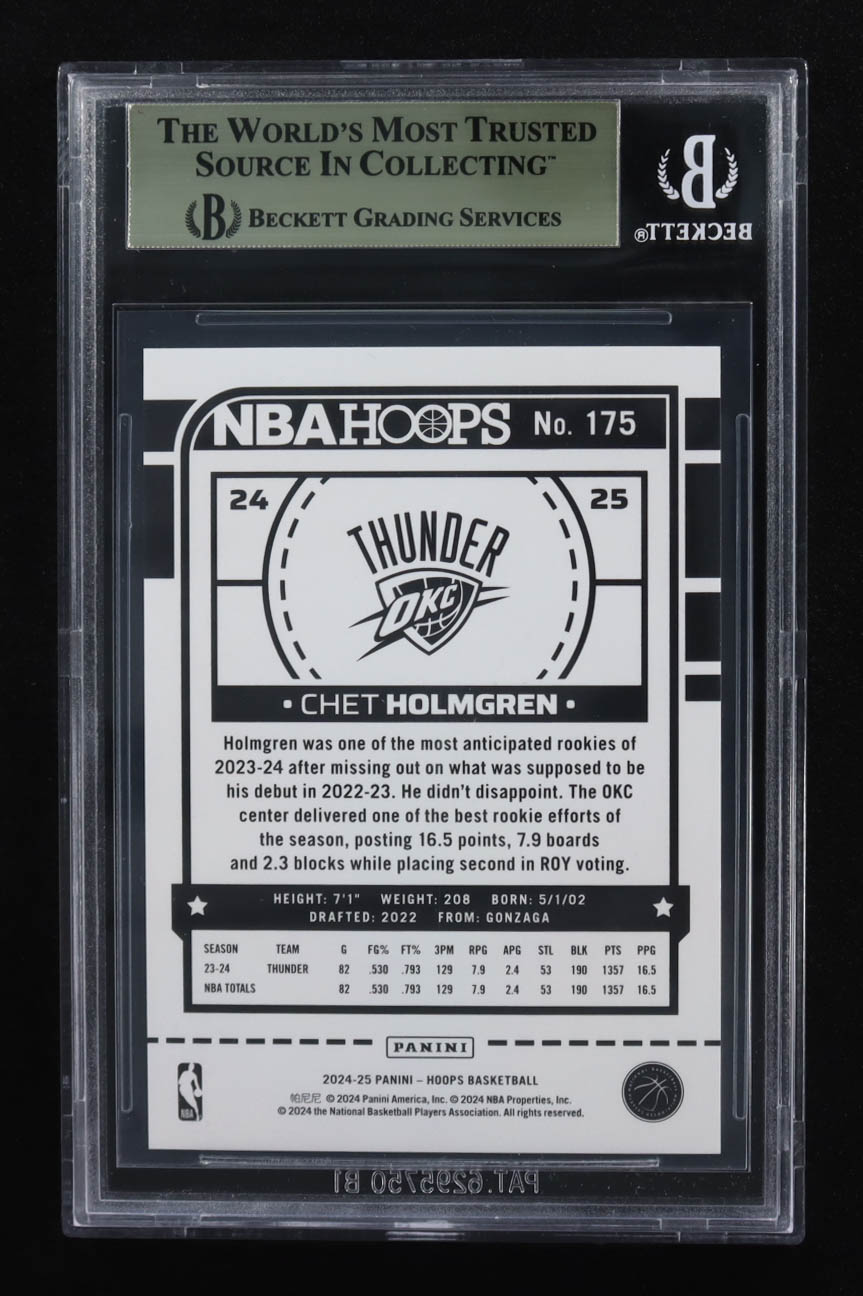 THE WORLD'S MOST TRUSTED
SOURCE IN COLLECTING™
B BECKETT GRADING SERVICES
B
BECKETT®
NBA HOOPS No. 175
24 25
THUNDER
OKC
• CHET HOLMGREN •
Holmgren was one of the most anticipated rookies of
2023-24 after missing out on what was supposed to be
his debut in 2022-23. He didn't disappoint. The OKC
center delivered one of the best rookie efforts of
the season, posting 16.5 points, 7.9 boards
and 2.3 blocks while placing second in ROY voting.
HEIGHT: 7'1" WEIGHT: 208 BORN: 5/1/02
DRAFTED: 2022 FROM: GONZAGA
SEASON TEAM G FG% FT% 3PM RPG APG STL BLK PTS PPG
23-24 THUNDER 82 .530 .793 129 7.9 2.4 53 190 1357 16.5
NBA TOTALS 82 .530 .793 129 7.9 2.4 53 190 1357 16.5
PANINI
2024-25 PANINI – HOOPS BASKETBALL
帕尼尼 © 2024 Panini America, Inc. © 2024 NBA Properties, Inc.
© 2024 the National Basketball Players Association. All rights reserved.
NBA
PAT.6295750 B1